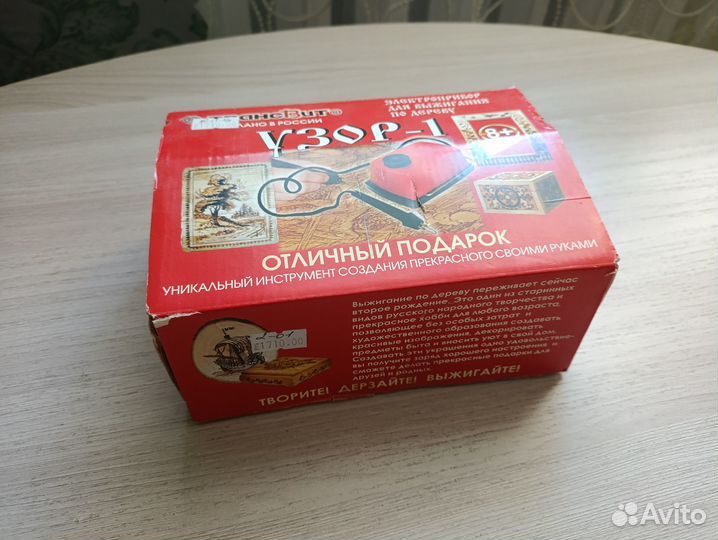 ТрансВит®
ЭЛЕКТРОПРИБОР
ДЛЯ ВЫЖИГАНИЯ
ПО ДЕРЕВУ
В РОССИИ
УЗОР-1
8+
ОТЛИЧНЫЙ ПОДАРОК
УНИКАЛЬНЫЙ ИНСТРУМЕНТ СОЗДАНИЯ ПРЕКРАСНОГО СВОИМИ РУКАМИ
Выжигание по дереву переживает сейчас
второе рождение. Это один из старинных
видов русского народного творчества и
прекрасное хобби для любого возраста,
позволяющее без особых затрат и
художественного образования создавать
красивые изображения, декорировать
предметы быта и вносить уют в свой дом.
Создавать эти украшения одно удовольствие-
вы получите заряд хорошего настроения и
сможете делать прекрасные подарки для
друзей и родных.
1710.00
ТВОРИТЕ! ДЕРЗАЙТЕ! ВЫЖИГАЙТЕ!
Avito